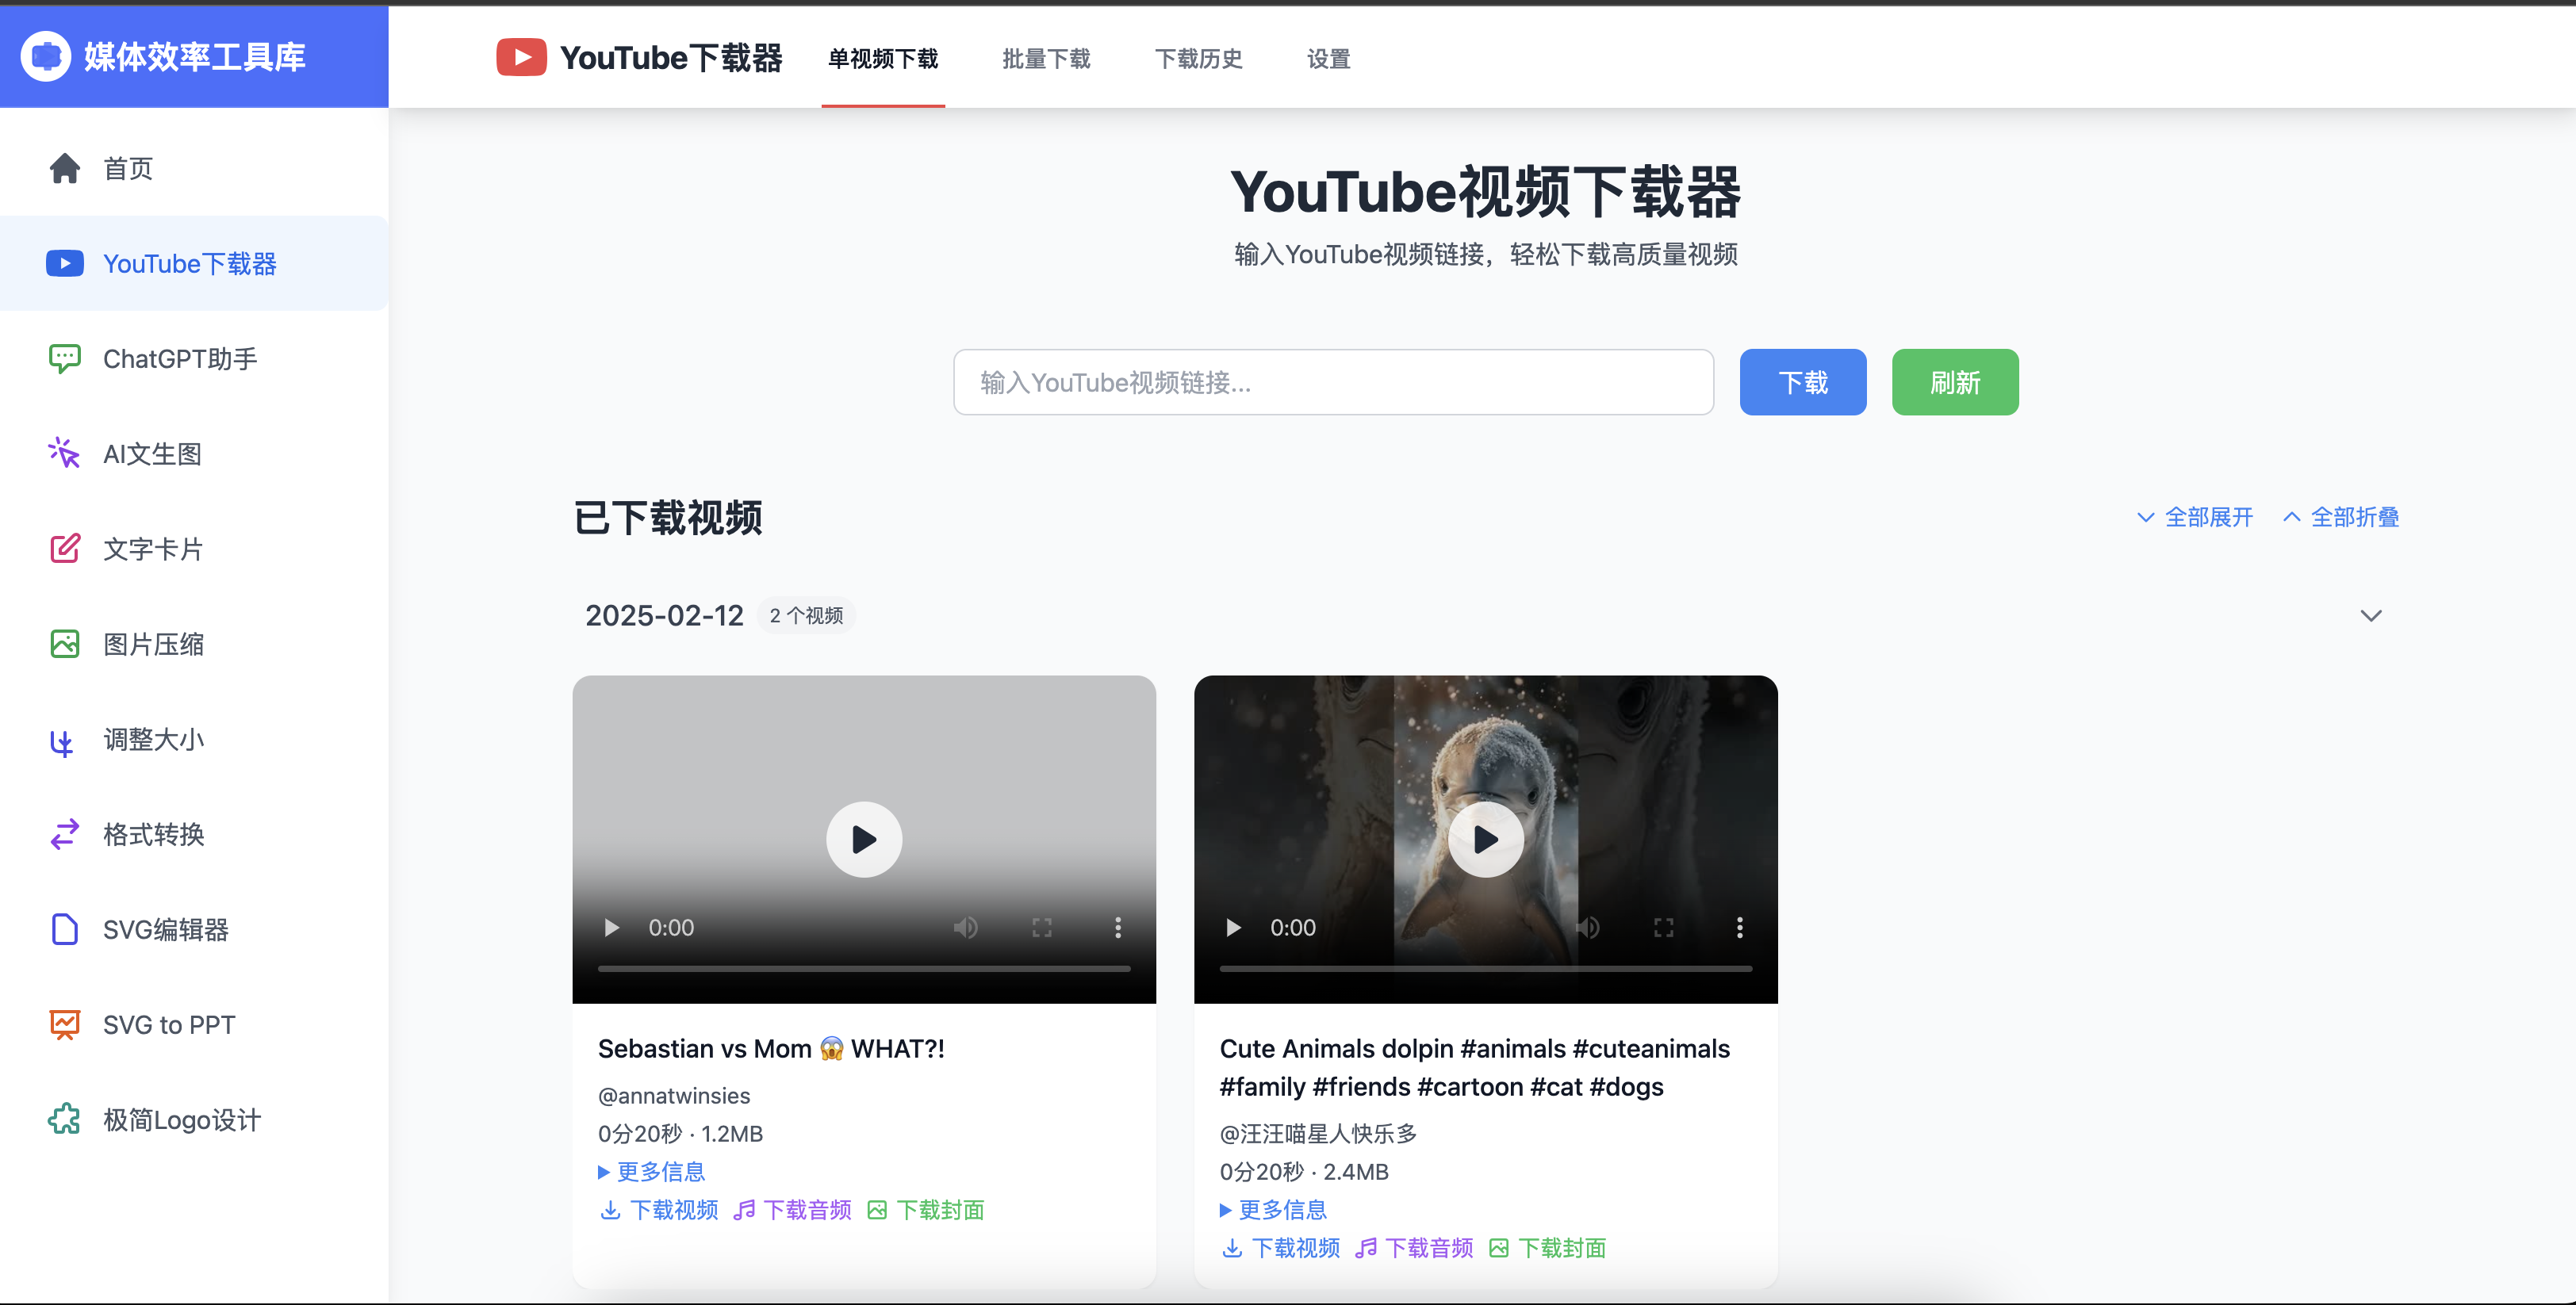 媒体效率工具库
YouTube下载器
单视频下载
批量下载
下载历史
设置
首页
YouTube下载器
ChatGPT助手
AI文生图
文字卡片
图片压缩
调整大小
格式转换
SVG编辑器
SVG to PPT
极简Logo设计
YouTube视频下载器
输入YouTube视频链接，轻松下载高质量视频
输入YouTube视频链接...
下载
刷新
已下载视频
全部展开
全部折叠
2025-02-12
2 个视频
0:00
Sebastian vs Mom 😱 WHAT?!
@annatwinsies
0分20秒 · 1.2MB
更多信息
下载视频 下载音频 下载封面
0:00
Cute Animals dolpin #animals #cuteanimals
#family #friends #cartoon #cat #dogs
@汪汪喵星人快乐多
0分20秒 · 2.4MB
更多信息
下载视频 下载音频 下载封面